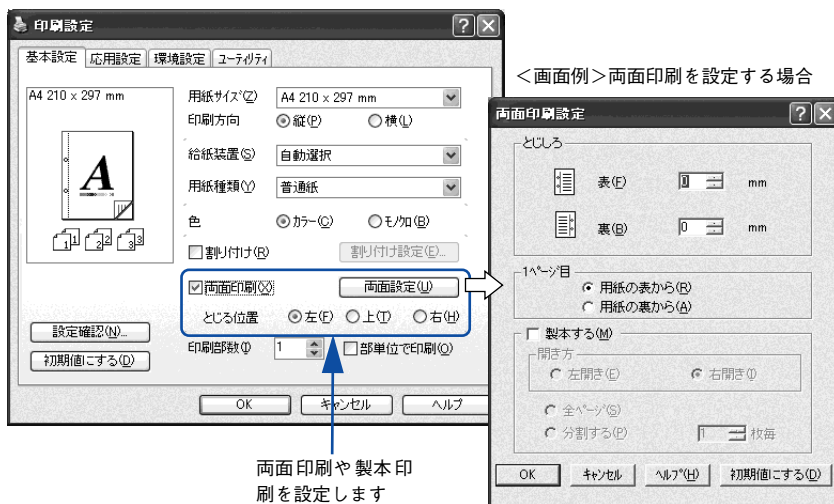 印刷設定
基本設定 応用設定 環境設定 ユーティリティ
A4 210 x 297 mm
A
1 1 2 2 3 3
用紙サイズ(Z) A4 210 x 297 mm
印刷方向 縦(P) 横(L)
給紙装置(S) 自動選択
用紙種類(Y) 普通紙
色 カラー(C) モノクロ(B)
割り付け(R) 割り付け設定(E)...
両面印刷(X) 両面設定(U)
とじる位置 左(F) 上(T) 右(H)
設定確認(N)...
印刷部数(I) 1 部単位で印刷(O)
初期値にする(D)
OK キャンセル ヘルプ
両面印刷や製本印
刷を設定します
<画面例>両面印刷を設定する場合
両面印刷設定
とじしろ
表(F) 0 mm
裏(B) 0 mm
1ページ目
用紙の表から(R)
用紙の裏から(A)
製本する(M)
開き方
左開き(E) 右開き(I)
全ページ(S)
分割する(P) 1 枚毎
OK キャンセル ヘルプ(H) 初期値にする(D)